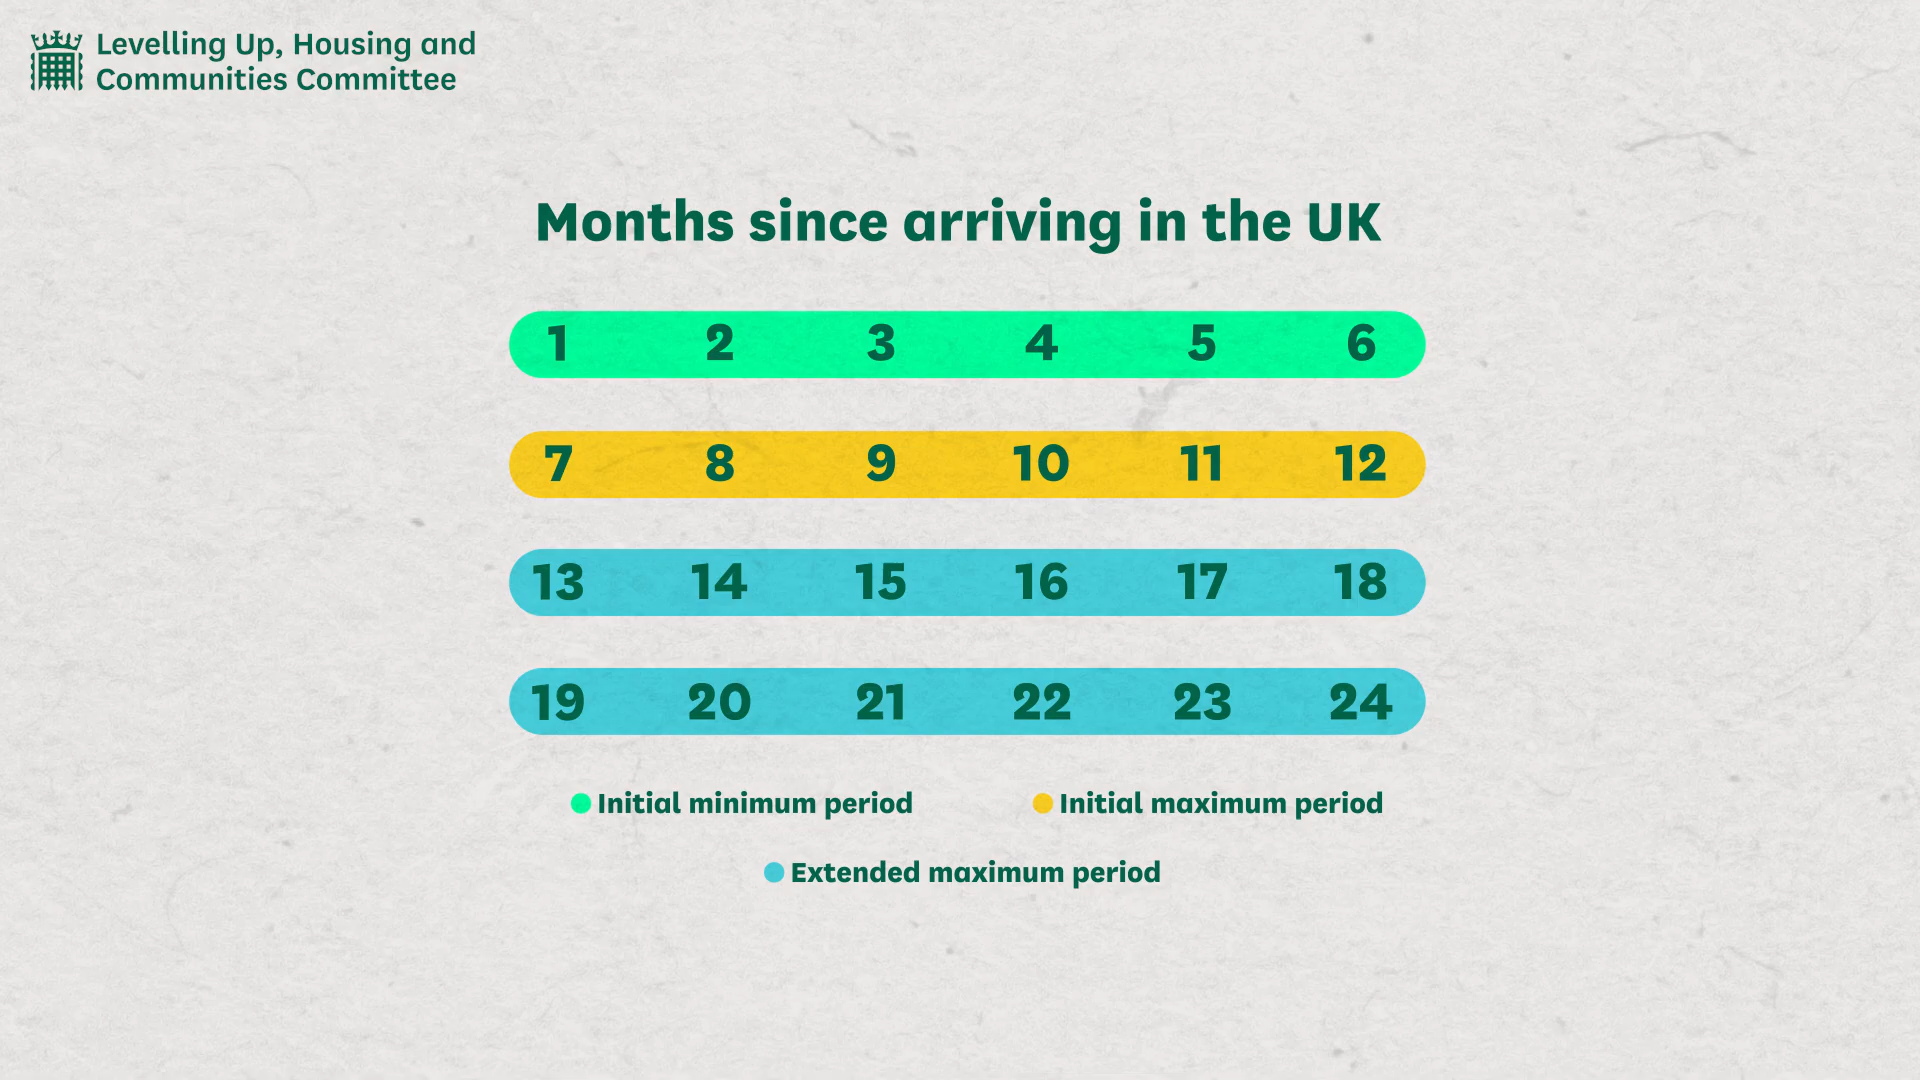 Levelling Up, Housing and
Communities Committee
Months since arriving in the UK
1 2 3 4 5 6
7 8 9 10 11 12
13 14 15 16 17 18
19 20 21 22 23 24
Initial minimum period Initial maximum period
Extended maximum period